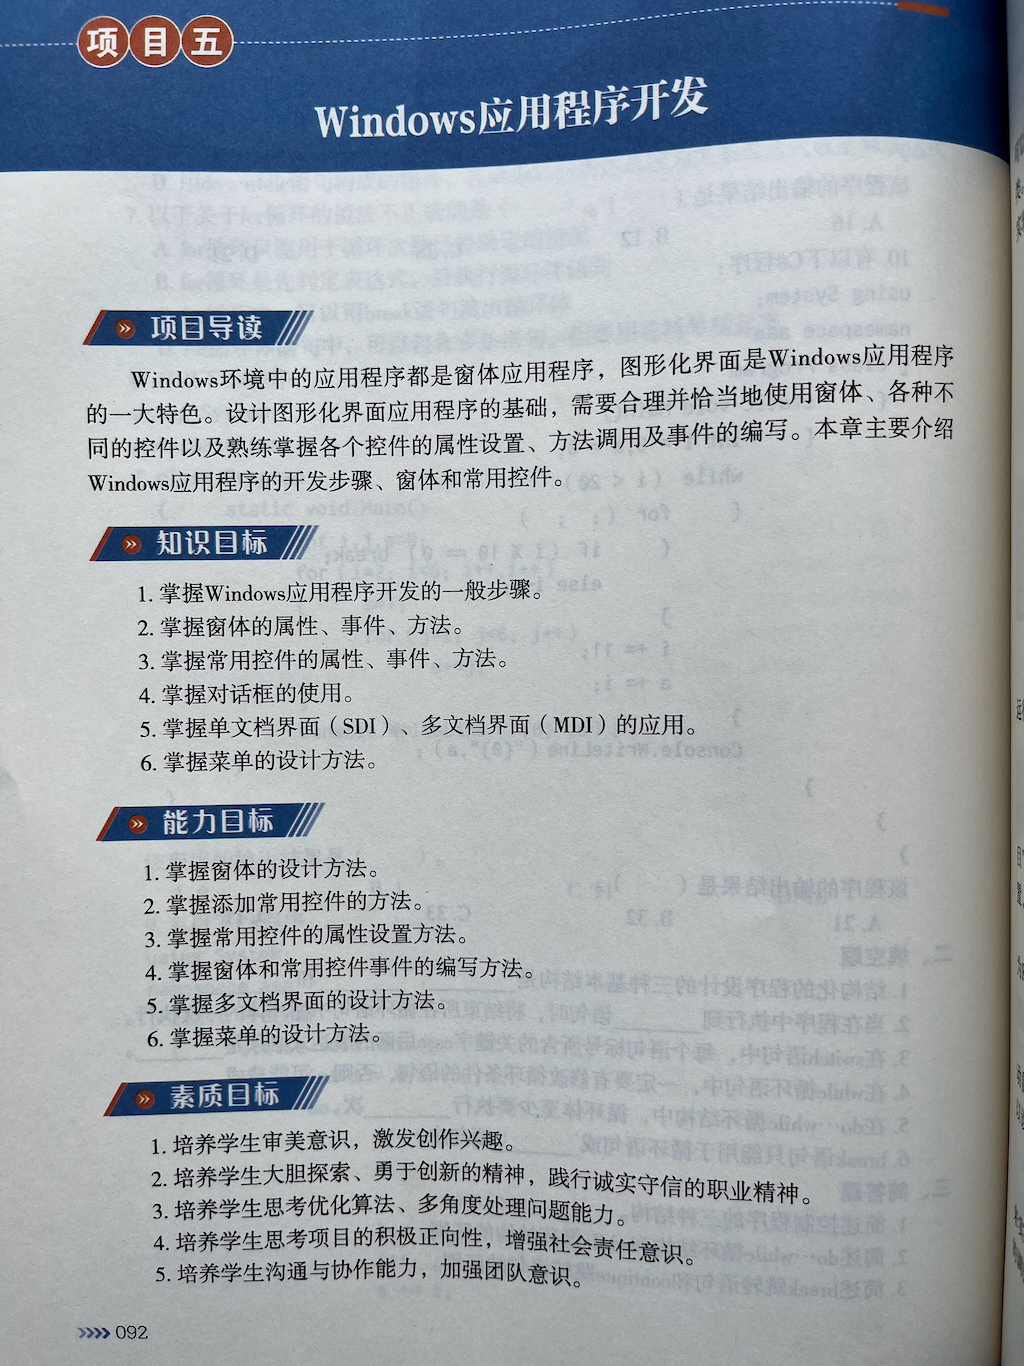 项目五
Windows应用程序开发
项目导读
Windows环境中的应用程序都是窗体应用程序，图形化界面是Windows应用程序
的一大特色。设计图形化界面应用程序的基础，需要合理并恰当地使用窗体、各种不
同的控件以及熟练掌握各个控件的属性设置、方法调用及事件的编写。本章主要介绍
Windows应用程序的开发步骤、窗体和常用控件。
知识目标
1. 掌握Windows应用程序开发的一般步骤。
2. 掌握窗体的属性、事件、方法。
3. 掌握常用控件的属性、事件、方法。
4. 掌握对话框的使用。
5. 掌握单文档界面（SDI）、多文档界面（MDI）的应用。
6. 掌握菜单的设计方法。
能力目标
1. 掌握窗体的设计方法。
2. 掌握添加常用控件的方法。
3. 掌握常用控件的属性设置方法。
4. 掌握窗体和常用控件事件的编写方法。
5. 掌握多文档界面的设计方法。
6. 掌握菜单的设计方法。
素质目标
1. 培养学生审美意识，激发创作兴趣。
2. 培养学生大胆探索、勇于创新的精神，践行诚实守信的职业精神。
3. 培养学生思考优化算法、多角度处理问题能力。
4. 培养学生思考项目的积极正向性，增强社会责任意识。
5. 培养学生沟通与协作能力，加强团队意识。
092